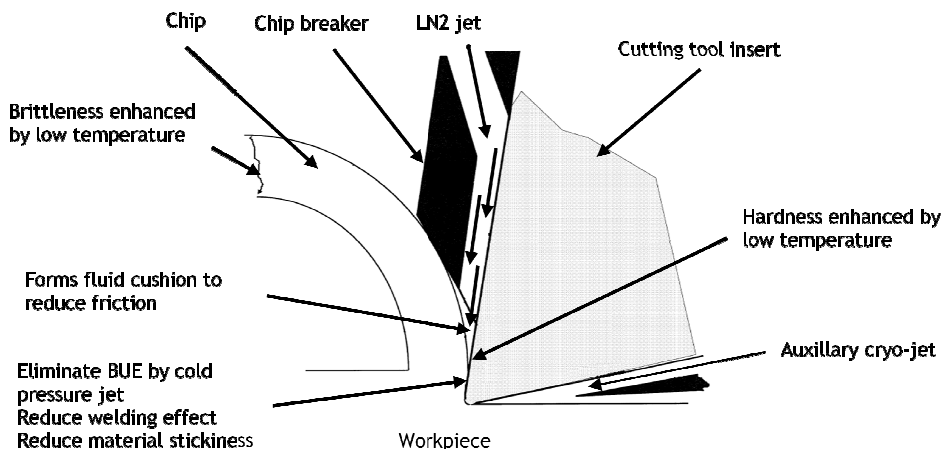 Chip
Chip breaker
LN2 jet
Cutting tool insert
Brittleness enhanced
by low temperature
Hardness enhanced by
low temperature
Forms fluid cushion to
reduce friction
Auxillary cryo-jet
Eliminate BUE by cold
pressure jet
Reduce welding effect
Reduce material stickiness
Workpiece